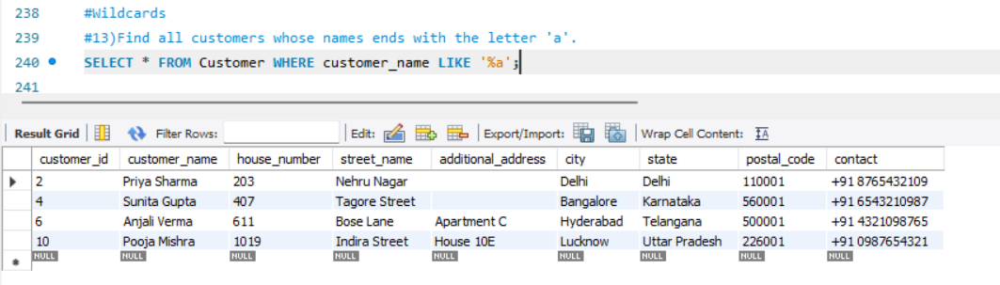 238 #Wildcards
239 #13)Find all customers whose names ends with the letter 'a'.
240 SELECT * FROM Customer WHERE customer_name LIKE '%a';
241
Result Grid Filter Rows: Edit: Export/Import: Wrap Cell Content: IA
customer_id customer_name house_number street_name additional_address city state postal_code contact
2 Priya Sharma 203 Nehru Nagar Delhi Delhi 110001 +91 8765432109
4 Sunita Gupta 407 Tagore Street Bangalore Karnataka 560001 +91 6543210987
6 Anjali Verma 611 Bose Lane Apartment C Hyderabad Telangana 500001 +91 4321098765
10 Pooja Mishra 1019 Indira Street House 10E Lucknow Uttar Pradesh 226001 +91 0987654321
NULL NULL NULL NULL NULL NULL NULL NULL NULL